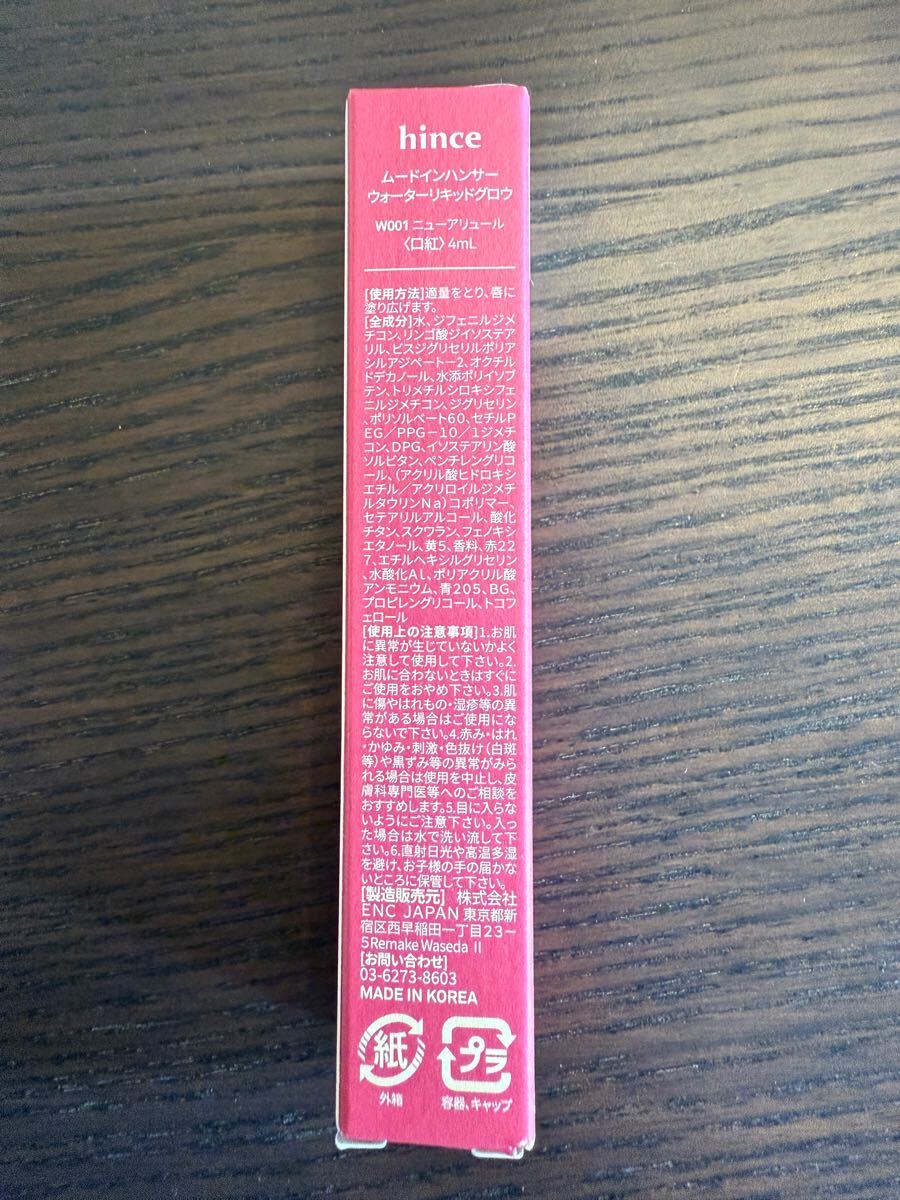 hince
ムードインハンサー
ウォーターリキッドグロウ
W001 ニューアリュール
〈口紅〉4mL
[使用方法]適量をとり、唇に
塗り広げます。
[全成分]水、ジフェニルジメ
チコン、リンゴ酸ジイソステア
リル、ビスジグリセリルポリア
シルアジペート－2、オクチル
ドデカノール、水添ポリイソブ
テン、トリメチルシロキシフェ
ニルジメチコン、ジグリセリン
、ポリソルベート60、セチルP
EG／PPG－10／1ジメチ
コン、DPG、イソステアリン酸
ソルビタン、ペンチレングリコ
ール、(アクリル酸ヒドロキシ
エチル／アクリロイルジメチ
ルタウリンNa)コポリマー、
セテアリルアルコール、酸化
チタン、スクワラン、フェノキシ
エタノール、黄5、香料、赤22
7、エチルヘキシルグリセリン
、水酸化Al、ポリアクリル酸
アンモニウム、青205、BG、
プロピレングリコール、トコフ
ェロール
[使用上の注意事項]1.お肌
に異常が生じていないかよく
注意して使用して下さい。2.
お肌に合わないときはすぐに
ご使用をおやめ下さい。3.肌
に傷やはれもの・湿疹等の異
常がある場合はご使用にな
らないで下さい。4.赤み・はれ
・かゆみ・刺激・色抜け(白斑
等)や黒ずみ等の異常がみら
れる場合は使用を中止し、皮
膚科専門医等へのご相談を
おすすめします。5.目に入らな
いようにご注意下さい。入っ
た場合は水で洗い流して下
さい。6.直射日光や高温多湿
を避け、お子様の手の届かな
いところに保管して下さい。
[製造販売元] 株式会社
ENC JAPAN 東京都新
宿区西早稲田一丁目23－
5Remake Waseda Ⅱ
[お問い合わせ]
03-6273-8603
MADE IN KOREA
紙 プラ
外箱 容器、キャップ